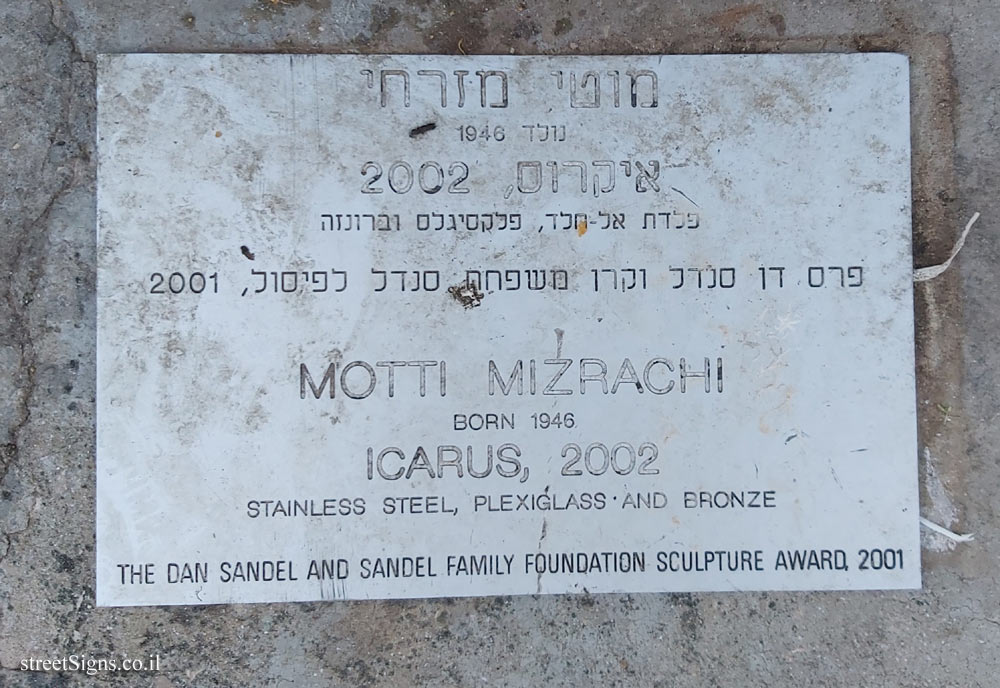 מוטי מזרחי
נולד 1946
איקרוס, 2002
פלדת אל-חלד, פלקסיגלס וברונזה
פרס דן סנדל וקרן משפחת סנדל לפיסול, 2001
MOTTI MIZRACHI
BORN 1946
ICARUS, 2002
STAINLESS STEEL, PLEXIGLASS AND BRONZE
THE DAN SANDEL AND SANDEL FAMILY FOUNDATION SCULPTURE AWARD, 2001
streetSigns.co.il